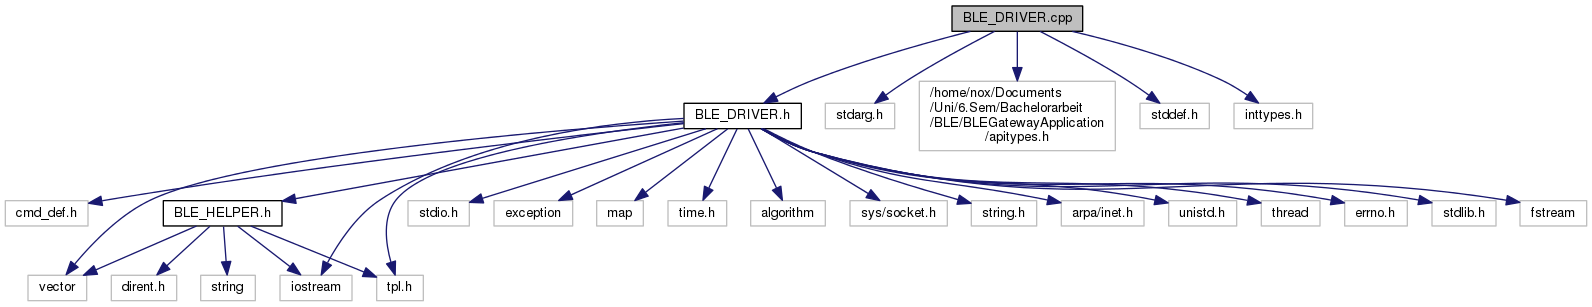 BLE_DRIVER.cpp
BLE_DRIVER.h
stdarg.h
/home/nox/Documents
/Uni/6.Sem/Bachelorarbeit
/BLE/BLEGatewayApplication
/apitypes.h
stddef.h
inttypes.h
cmd_def.h
BLE_HELPER.h
stdio.h
exception
map
time.h
algorithm
sys/socket.h
string.h
arpa/inet.h
unistd.h
thread
errno.h
stdlib.h
fstream
vector
dirent.h
string
iostream
tpl.h